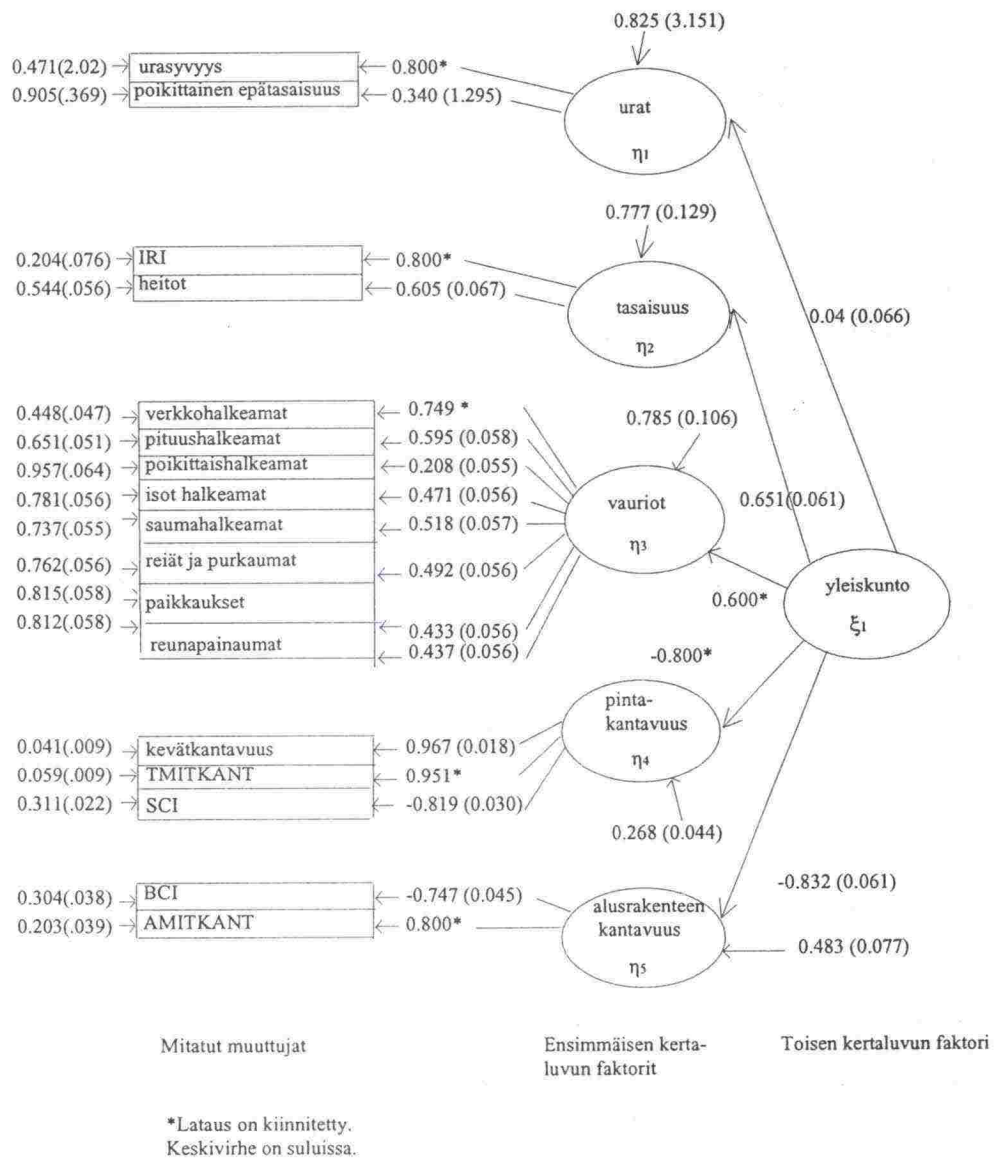 0.825 (3.151)
0.471(2.02) urasyvyys 0.800*
0.905(.369) poikittainen epätasaisuus 0.340 (1.295)
urat
η1
0.777 (0.129)
0.204(.076) IRI 0.800*
0.544(.056) heitot 0.605 (0.067)
tasaisuus
η2
0.04 (0.066)
0.448(.047) verkkohalkeamat 0.749 *
0.785 (0.106)
0.651(.051) pituushalkeamat 0.595 (0.058)
0.957(.064) poikittaishalkeamat 0.208 (0.055)
0.781(.056) isot halkeamat 0.471 (0.056)
0.737(.055) saumahalkeamat 0.518 (0.057)
vauriot
η3
0.651(0.061)
0.762(.056) reiät ja purkaumat 0.492 (0.056)
0.815(.058) paikkaukset 0.433 (0.056)
0.812(.058) reunapainaumat 0.437 (0.056)
0.600*
yleiskunto
ξ1
-0.800*
pinta-
kantavuus
η4
0.041(.009) kevätkantavuus 0.967 (0.018)
0.059(.009) TMITKANT 0.951*
0.311(.022) SCI -0.819 (0.030)
0.268 (0.044)
-0.832 (0.061)
0.304(.038) BCI -0.747 (0.045)
0.203(.039) AMITKANT 0.800*
alusrakenteen
kantavuus
η5
0.483 (0.077)
Mitatut muuttujat
Ensimmäisen kerta-
luvun faktorit
Toisen kertaluvun faktori
*Lataus on kiinnitetty.
Keskivirhe on suluissa.